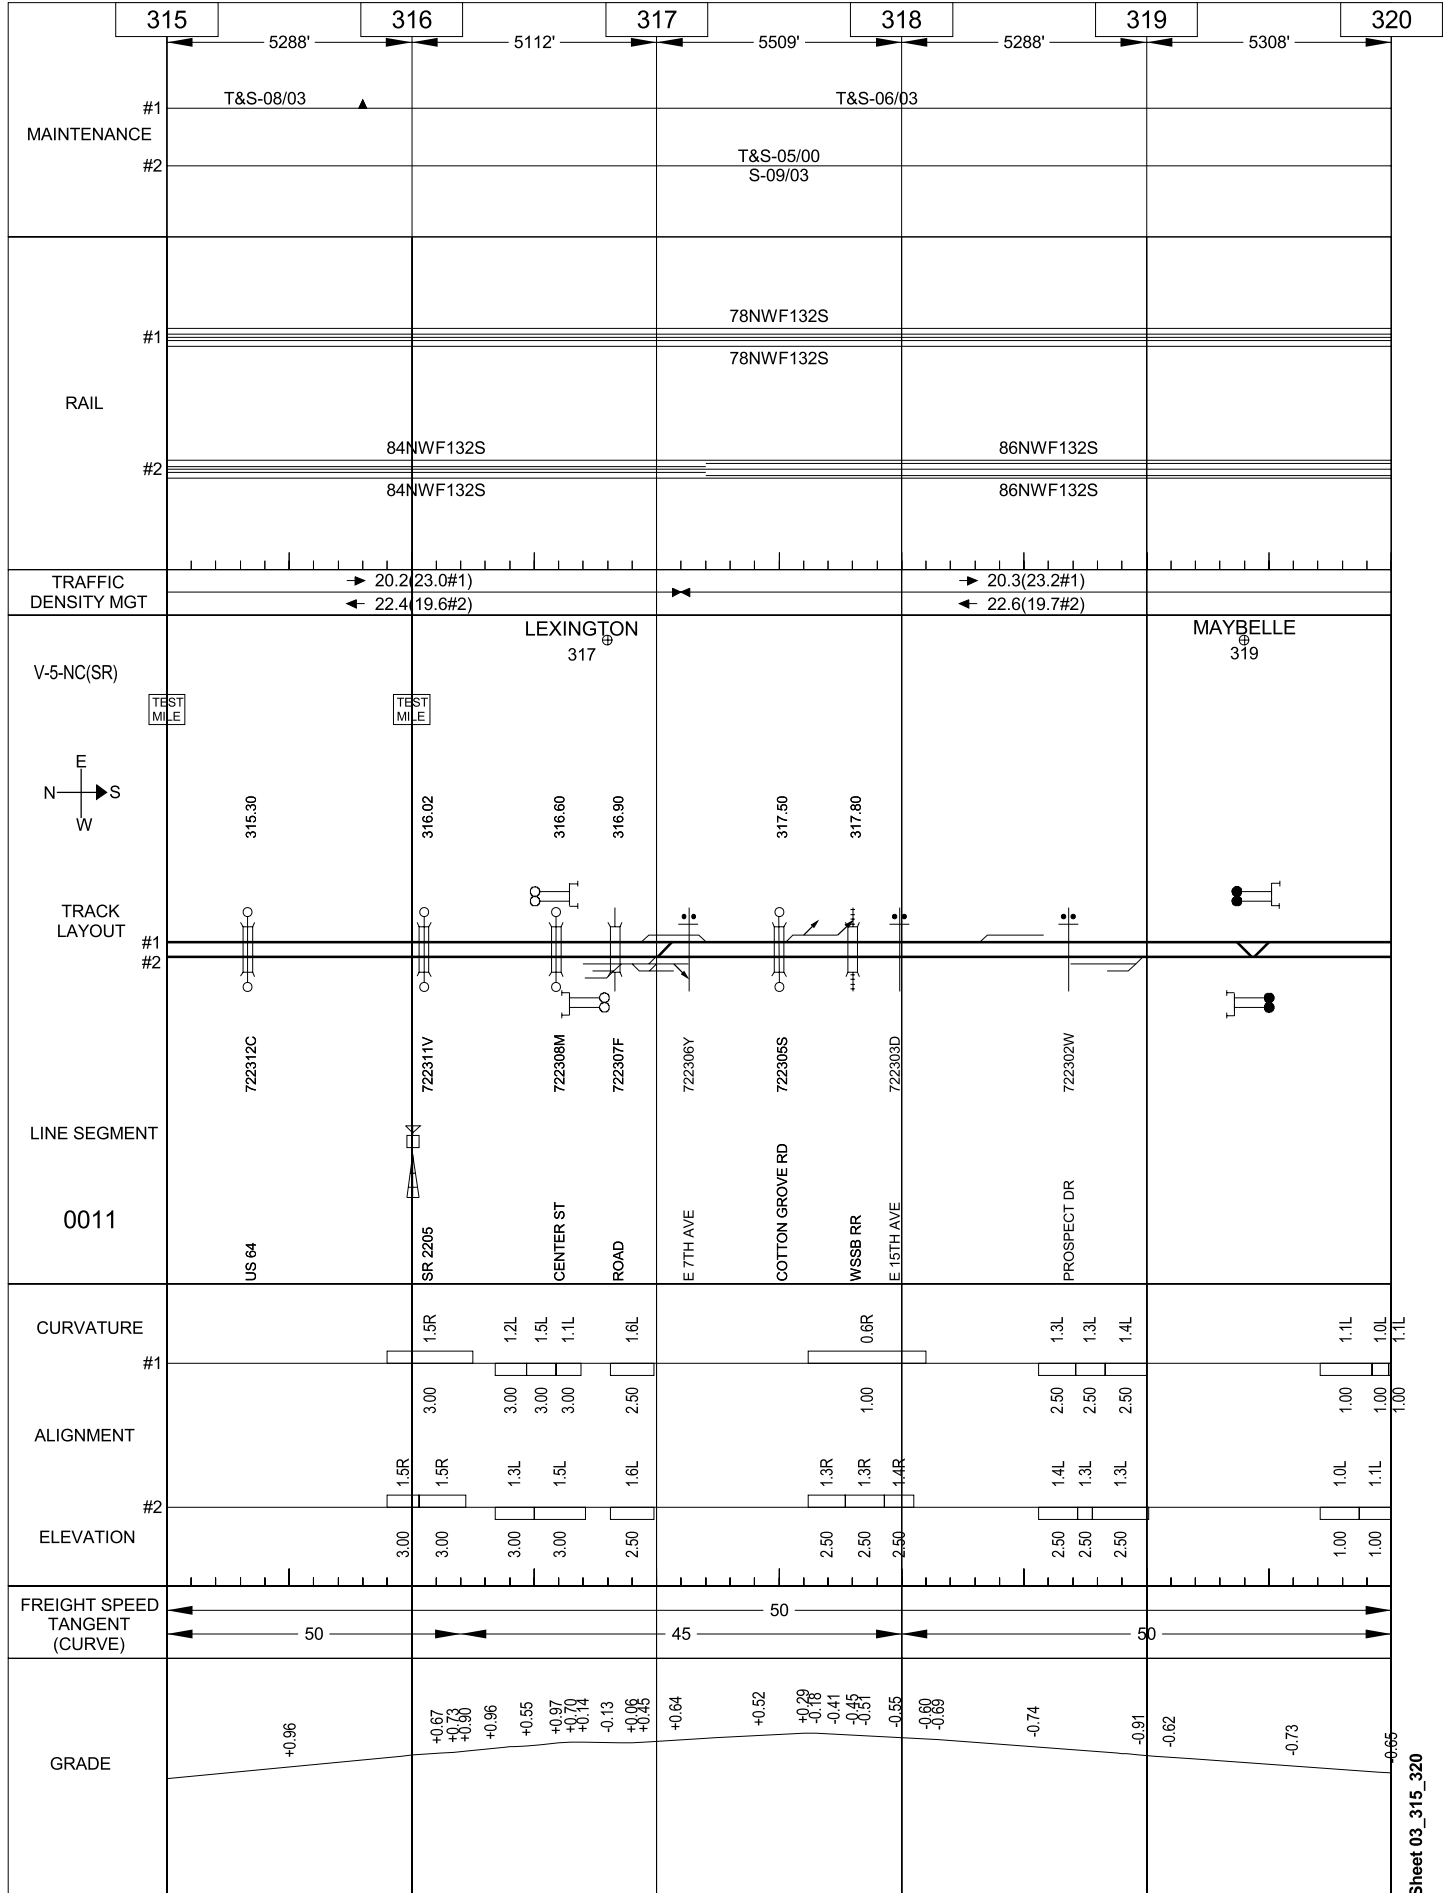 315 316 317 318 319 320
5288' 5112' 5509' 5288' 5308'
T&S-08/03 T&S-06/03
#1
MAINTENANCE
#2
T&S-05/00
S-09/03
78NWF132S
#1
78NWF132S
RAIL
84NWF132S 86NWF132S
#2
84NWF132S 86NWF132S
TRAFFIC
DENSITY MGT
20.2(23.0#1) 20.3(23.2#1)
22.4(19.6#2) 22.6(19.7#2)
LEXINGTON MAYBELLE
317 319
V-5-NC(SR)
TEST
MILE
TEST
MILE
E
N S
W
315.30 316.02 316.60 316.90 317.50 317.80
TRACK
LAYOUT
#1
#2
722312C 722311V 722308M 722307F 722306Y 722305S 722303D 722302W
LINE SEGMENT
0011
US 64 SR 2205 CENTER ST ROAD E 7TH AVE COTTON GROVE RD WSSB RR E 15TH AVE PROSPECT DR
CURVATURE
1.5R 1.2L 1.5L 1.1L 1.6L 0.6R 1.3L 1.3L 1.4L 1.1L 1.0L 1.1L
#1
3.00 3.00 3.00 3.00 2.50 1.00 2.50 2.50 2.50 1.00 1.00 1.00
ALIGNMENT
1.5R 1.5R 1.3L 1.5L 1.6L 1.3R 1.3R 1.4R 1.4L 1.3L 1.3L 1.0L 1.1L
#2
ELEVATION
3.00 3.00 3.00 3.00 2.50 2.50 2.50 2.50 2.50 2.50 2.50 1.00 1.00
FREIGHT SPEED
TANGENT
(CURVE)
50
50 45 50
GRADE
+0.96 +0.67 +0.73 +0.90 +0.96 +0.55 +0.97 +0.70 +0.14 -0.13 +0.06 +0.45 +0.64 +0.52 +0.29 -0.18 -0.41 -0.45 -0.51 -0.55 -0.60 -0.69 -0.74 -0.91 -0.62 -0.73 -0.65
Sheet 03_315_320